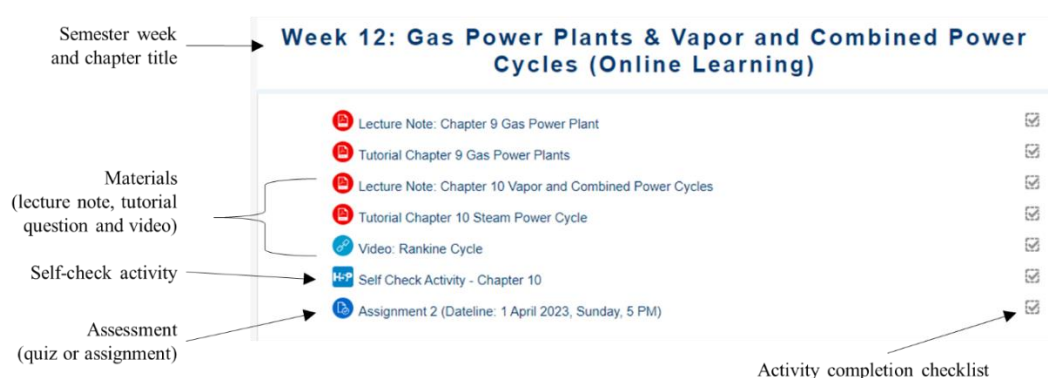 Semester week
and chapter title
Week 12: Gas Power Plants & Vapor and Combined Power
Cycles (Online Learning)
Lecture Note: Chapter 9 Gas Power Plant
Tutorial Chapter 9 Gas Power Plants
Materials
(lecture note, tutorial
question and video)
Lecture Note: Chapter 10 Vapor and Combined Power Cycles
Tutorial Chapter 10 Steam Power Cycle
Video: Rankine Cycle
Self-check activity
H-P
Self Check Activity - Chapter 10
Assessment
(quiz or assignment)
Assignment 2 (Dateline: 1 April 2023, Sunday, 5 PM)
Activity completion checklist